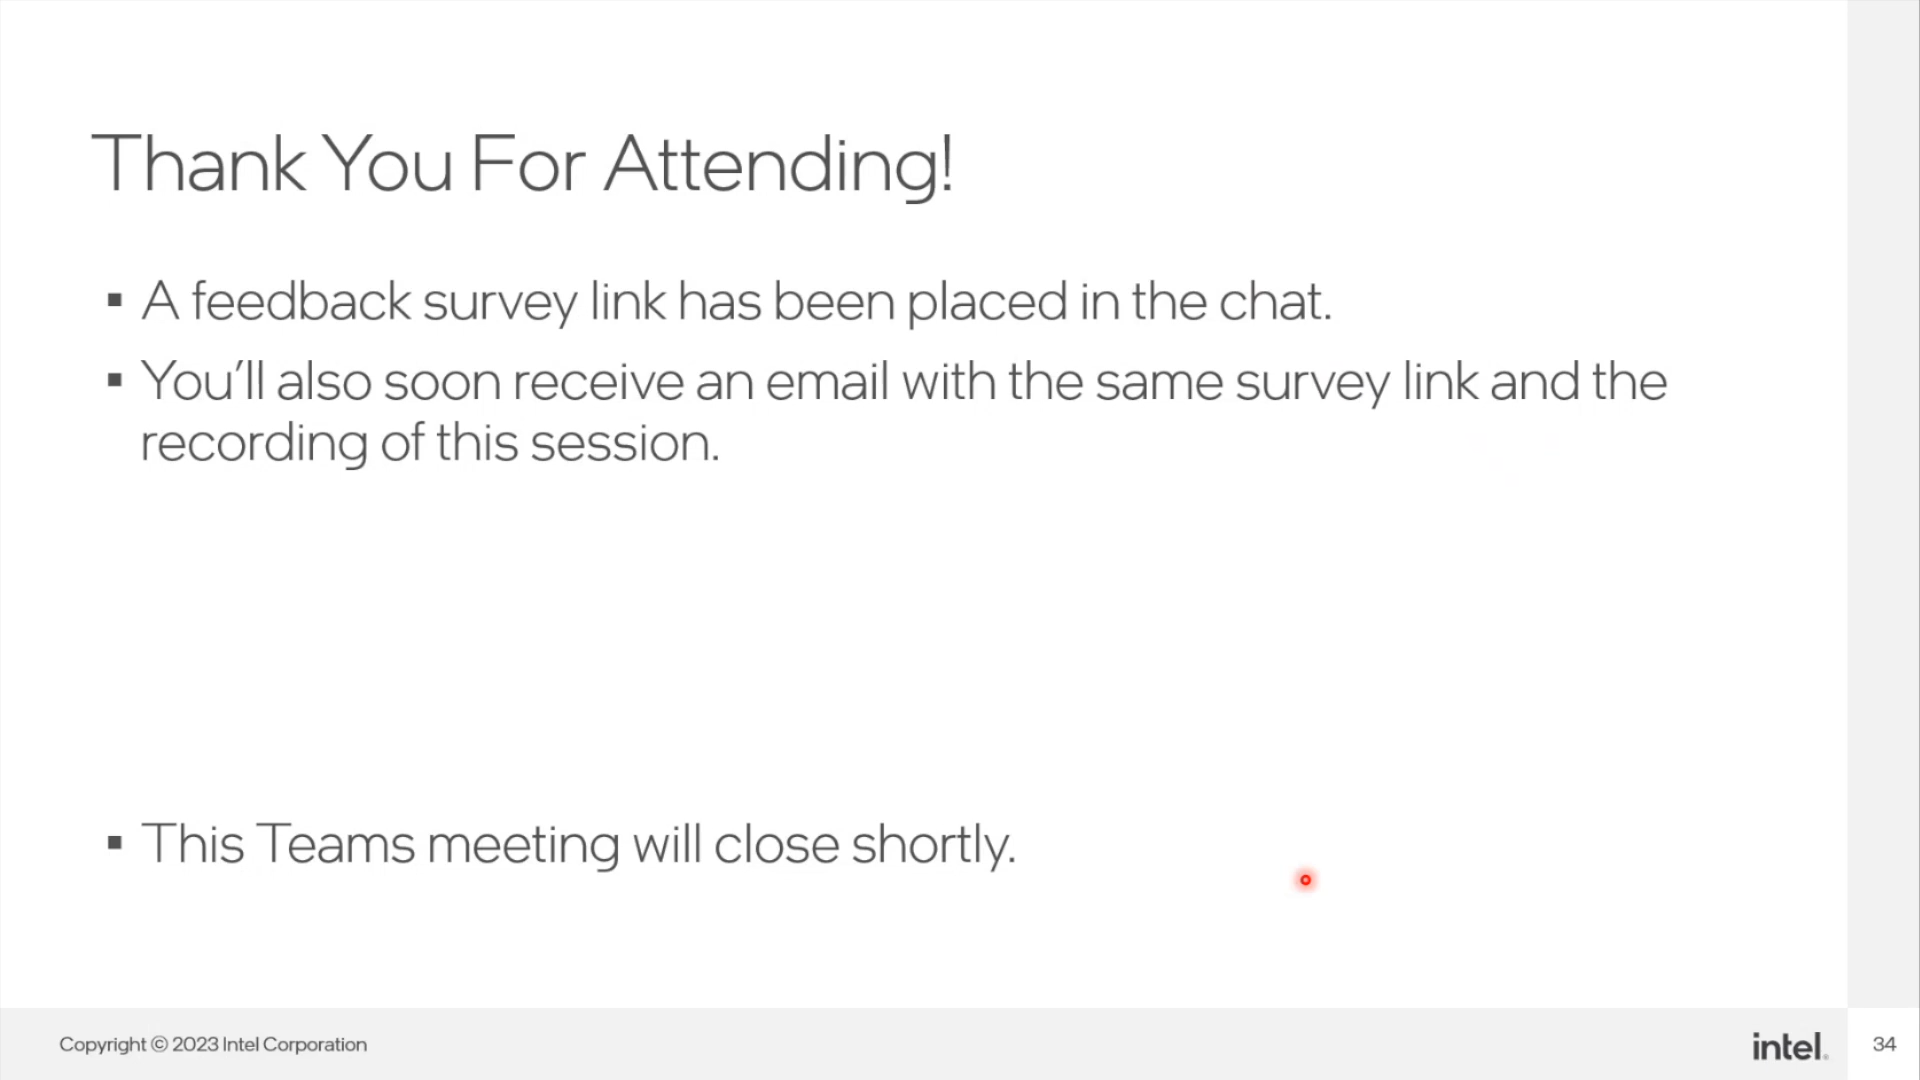 Thank You For Attending!
▪ A feedback survey link has been placed in the chat.
▪ You’ll also soon receive an email with the same survey link and the
recording of this session.
▪ This Teams meeting will close shortly.
Copyright © 2023 Intel Corporation
intel.
34